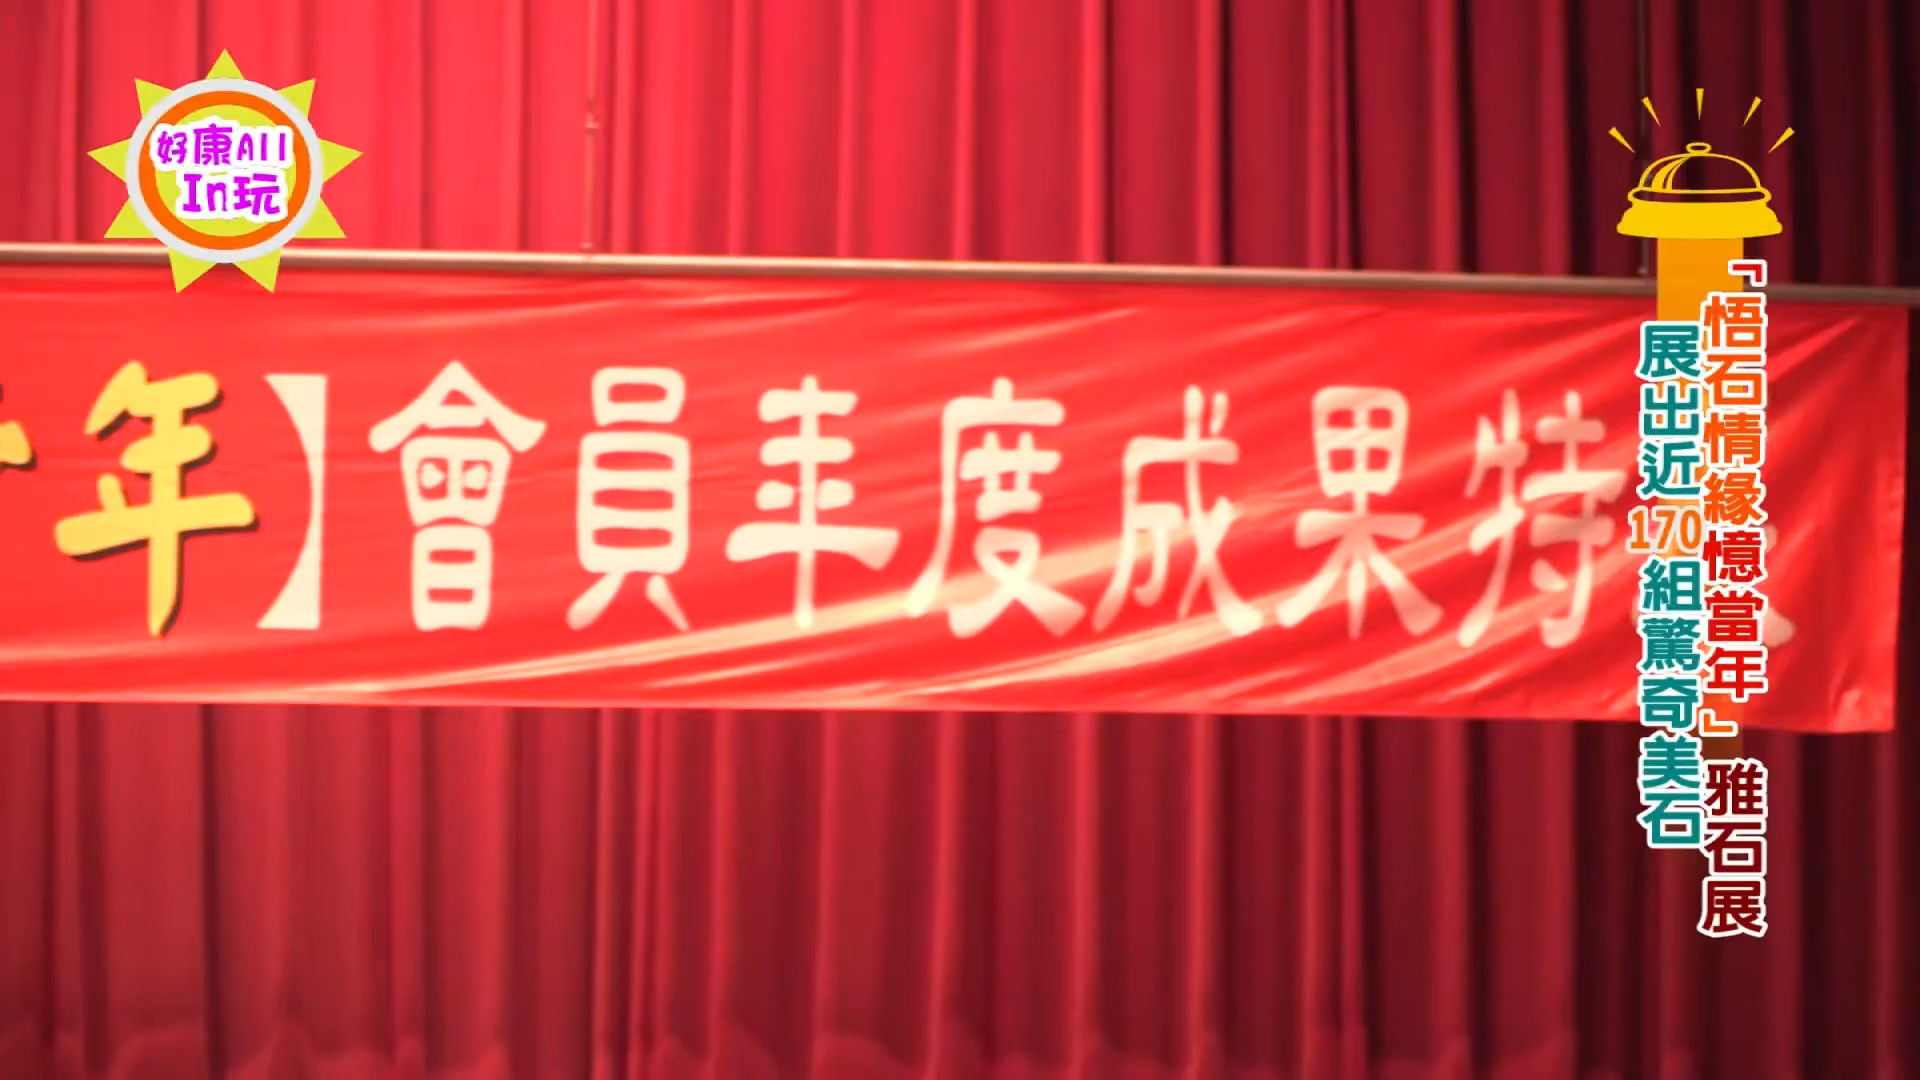 好康All
In玩
年】會員年度成果特
「悟石情緣憶當年」雅石展
展出近170組驚奇美石